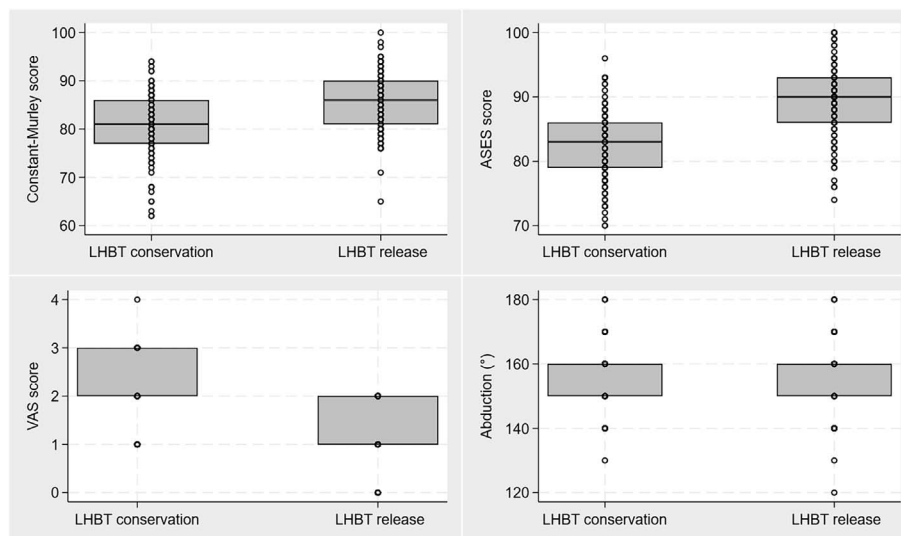 Constant-Murley score
100
90
80
70
60
LHBT conservation
LHBT release
ASES score
100
90
80
70
LHBT conservation
LHBT release
VAS score
4
3
2
1
0
LHBT conservation
LHBT release
Abduction (°)
180
160
140
120
LHBT conservation
LHBT release